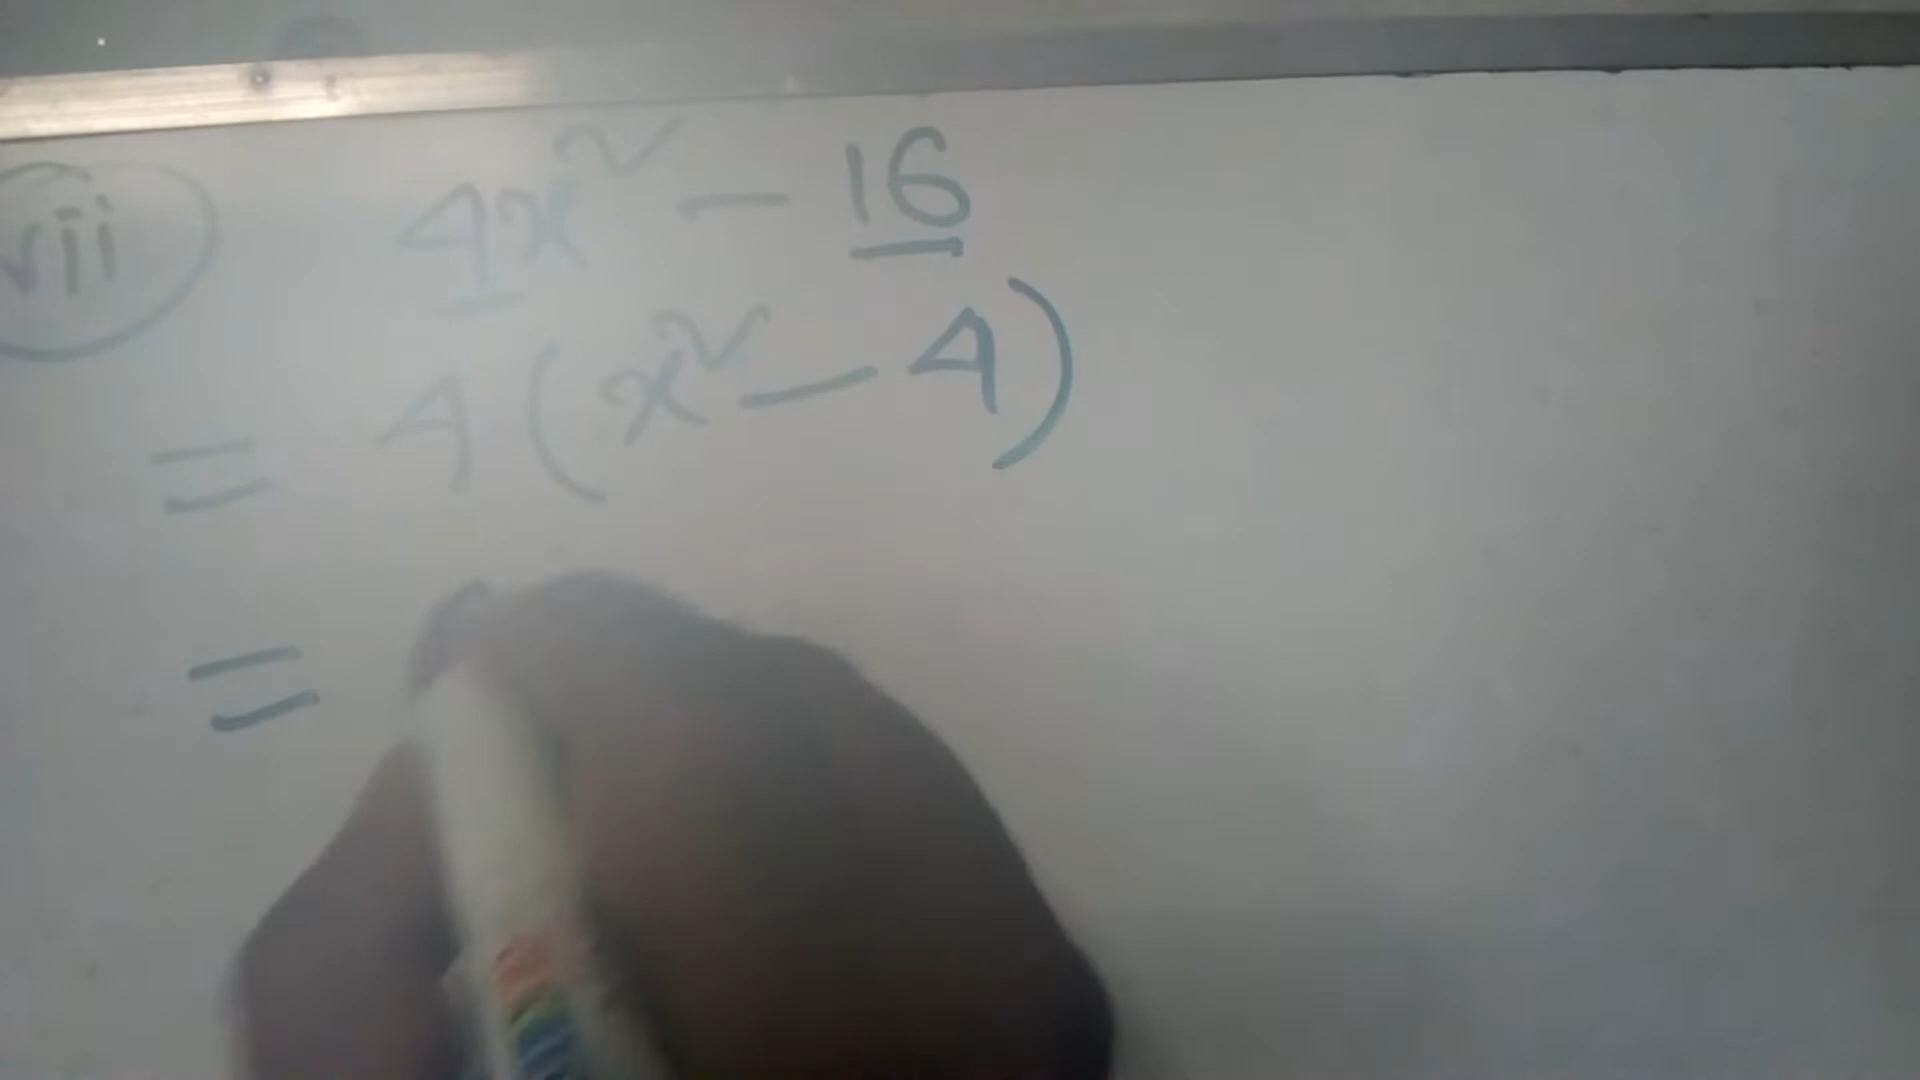 vii 4x² - 16
= 4(x² - 4)
=